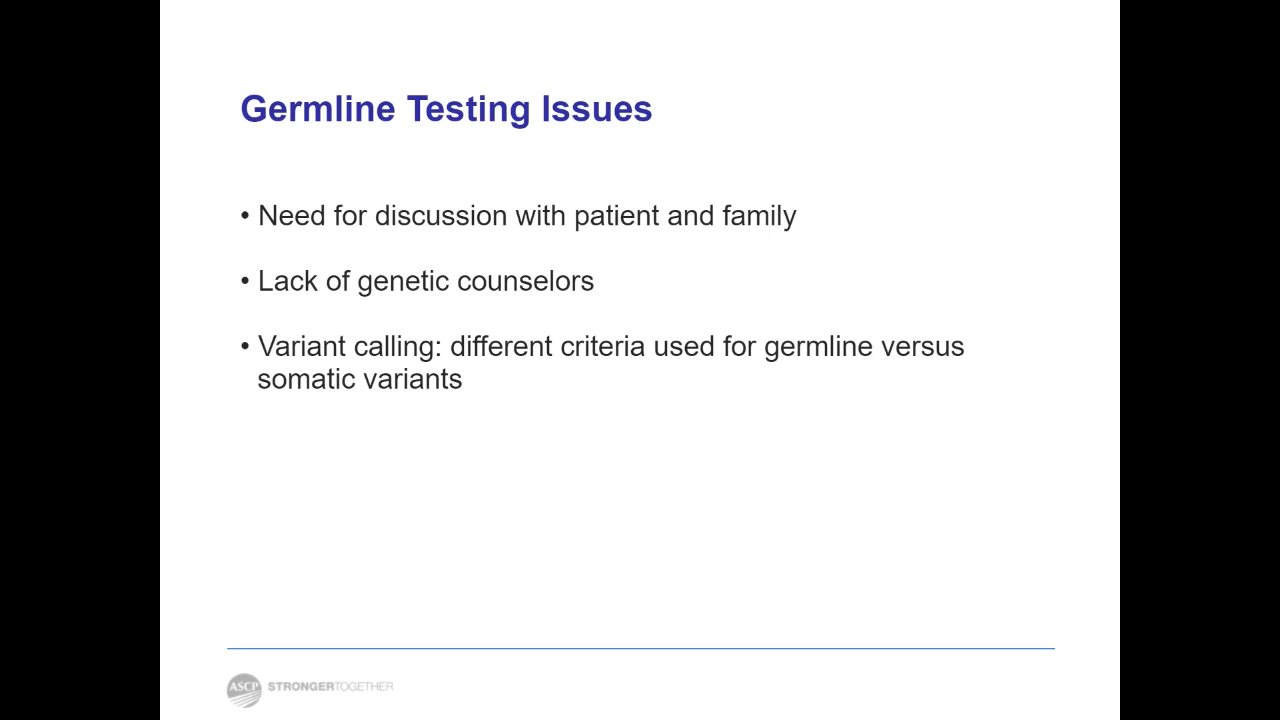 Germline Testing Issues
• Need for discussion with patient and family
• Lack of genetic counselors
• Variant calling: different criteria used for germline versus
somatic variants
ASCP STRONGERTOGETHER